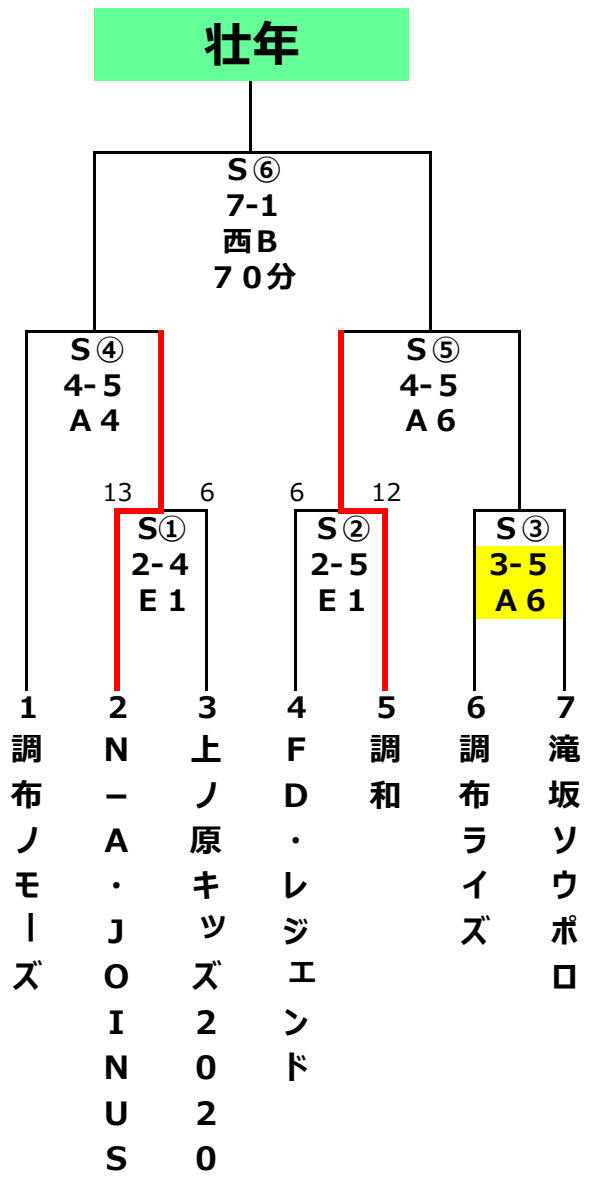 壮年
S⑥
7-1
西B
７０分
S④
4-5
A4
S⑤
4-5
A6
13 6 6 12
S①
2-4
E1
S②
2-5
E1
S③
3-5
A6
1
調布ノモーズ
2
N－A・JOINUS
3
上ノ原キッズ2020
4
FD・レジエンド
5
調和
6
調布ライズ
7
滝坂ソウポロ